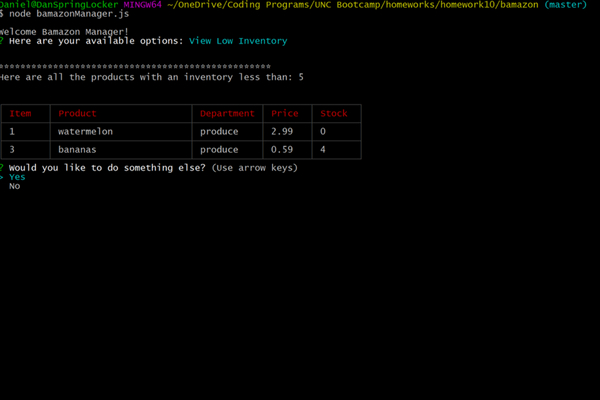 Daniel@DanSpringLocker MINGW64 ~/OneDrive/Coding Programs/UNC Bootcamp/homeworks/homework10/bamazon (master)
$ node bamazonManager.js
Welcome Bamazon Manager!
? Here are your available options: View Low Inventory
**************************************************
Here are all the products with an inventory less than: 5
Item Product Department Price Stock
1 watermelon produce 2.99 0
3 bananas produce 0.59 4
? Would you like to do something else? (Use arrow keys)
> Yes
No